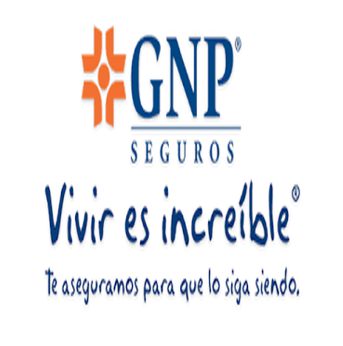 GNP®
SEGUROS
Vivir es increíble®
Te aseguramos para que lo siga siendo.